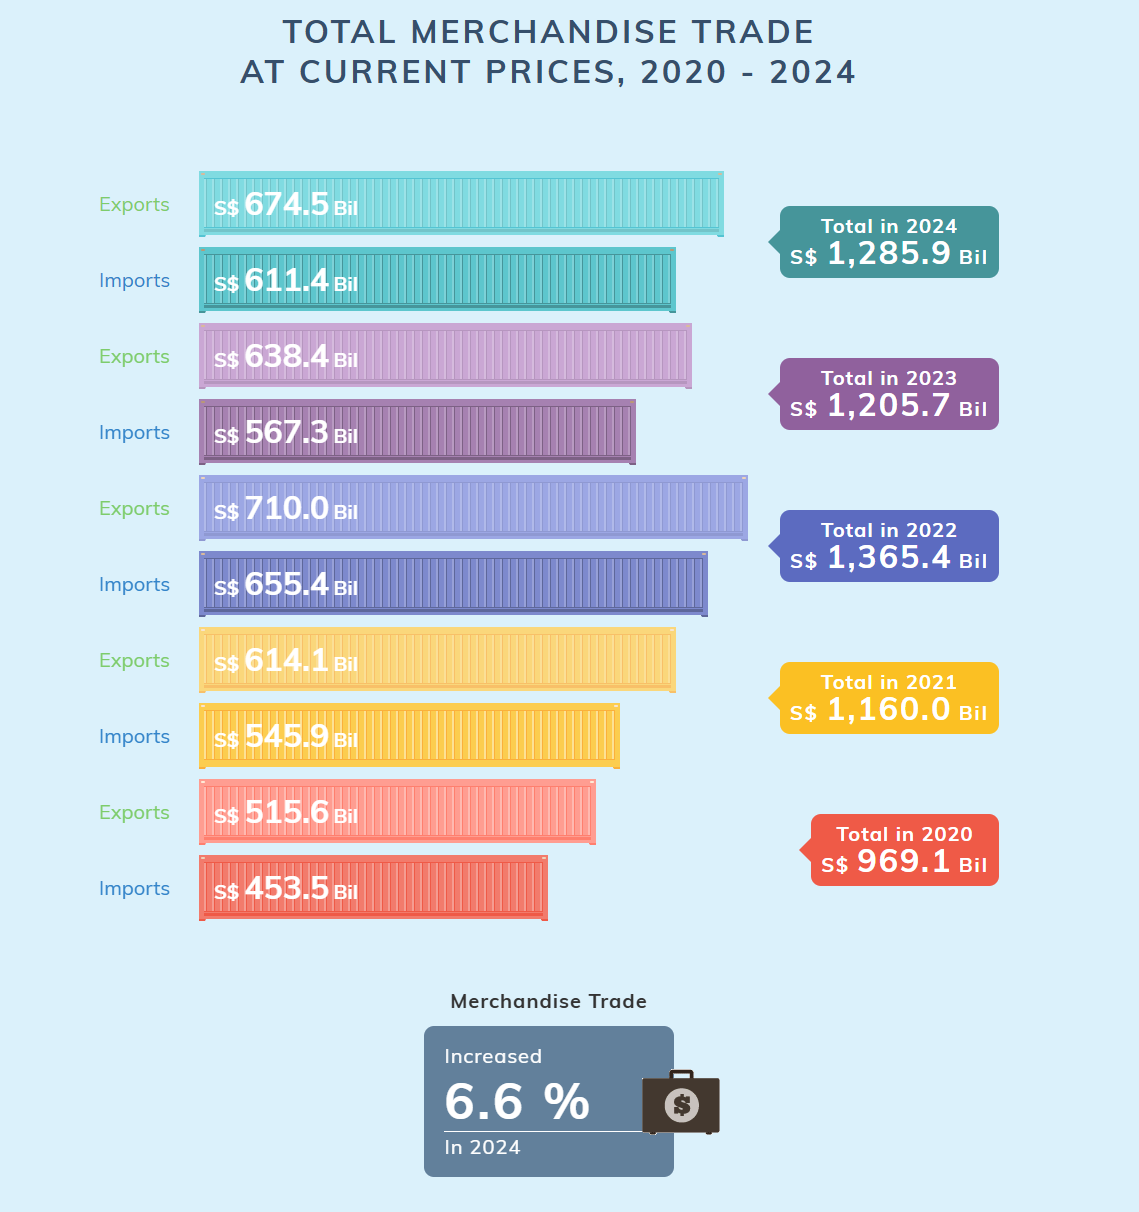 TOTAL MERCHANDISE TRADE
AT CURRENT PRICES, 2020 - 2024
Exports
S$ 674.5 Bil
Imports
S$ 611.4 Bil
Total in 2024
S$ 1,285.9 Bil
Exports
S$ 638.4 Bil
Imports
S$ 567.3 Bil
Total in 2023
S$ 1,205.7 Bil
Exports
S$ 710.0 Bil
Imports
S$ 655.4 Bil
Total in 2022
S$ 1,365.4 Bil
Exports
S$ 614.1 Bil
Imports
S$ 545.9 Bil
Total in 2021
S$ 1,160.0 Bil
Exports
S$ 515.6 Bil
Imports
S$ 453.5 Bil
Total in 2020
S$ 969.1 Bil
Merchandise Trade
Increased
6.6 %
In 2024
$